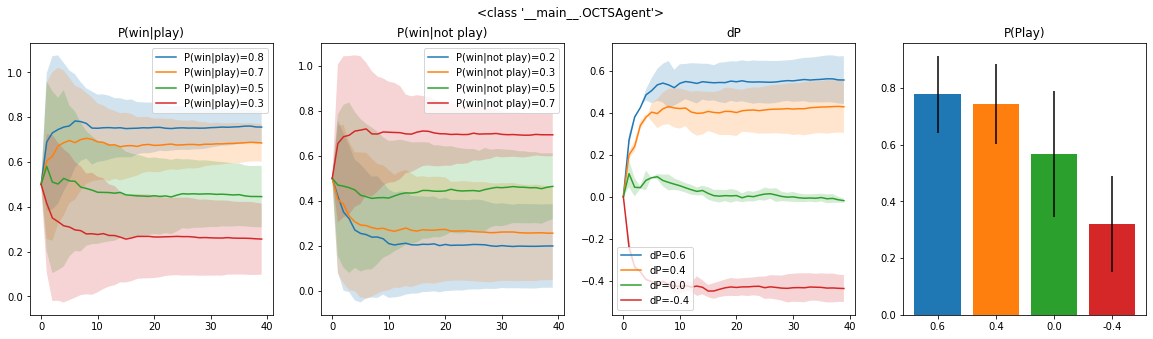 <class '__main__.OCTSAgent'>
P(win|play)
P(win|not play)
dP
P(Play)
1.0
0.8
0.6
0.4
0.2
0.0
0
10
20
30
40
P(win|play)=0.8
P(win|play)=0.7
P(win|play)=0.5
P(win|play)=0.3
1.0
0.8
0.6
0.4
0.2
0.0
0
10
20
30
40
P(win|not play)=0.2
P(win|not play)=0.3
P(win|not play)=0.5
P(win|not play)=0.7
0.6
0.4
0.2
0.0
−0.2
−0.4
0
10
20
30
40
dP=0.6
dP=0.4
dP=0.0
dP=-0.4
0.8
0.6
0.4
0.2
0.0
0.6
0.4
0.0
-0.4